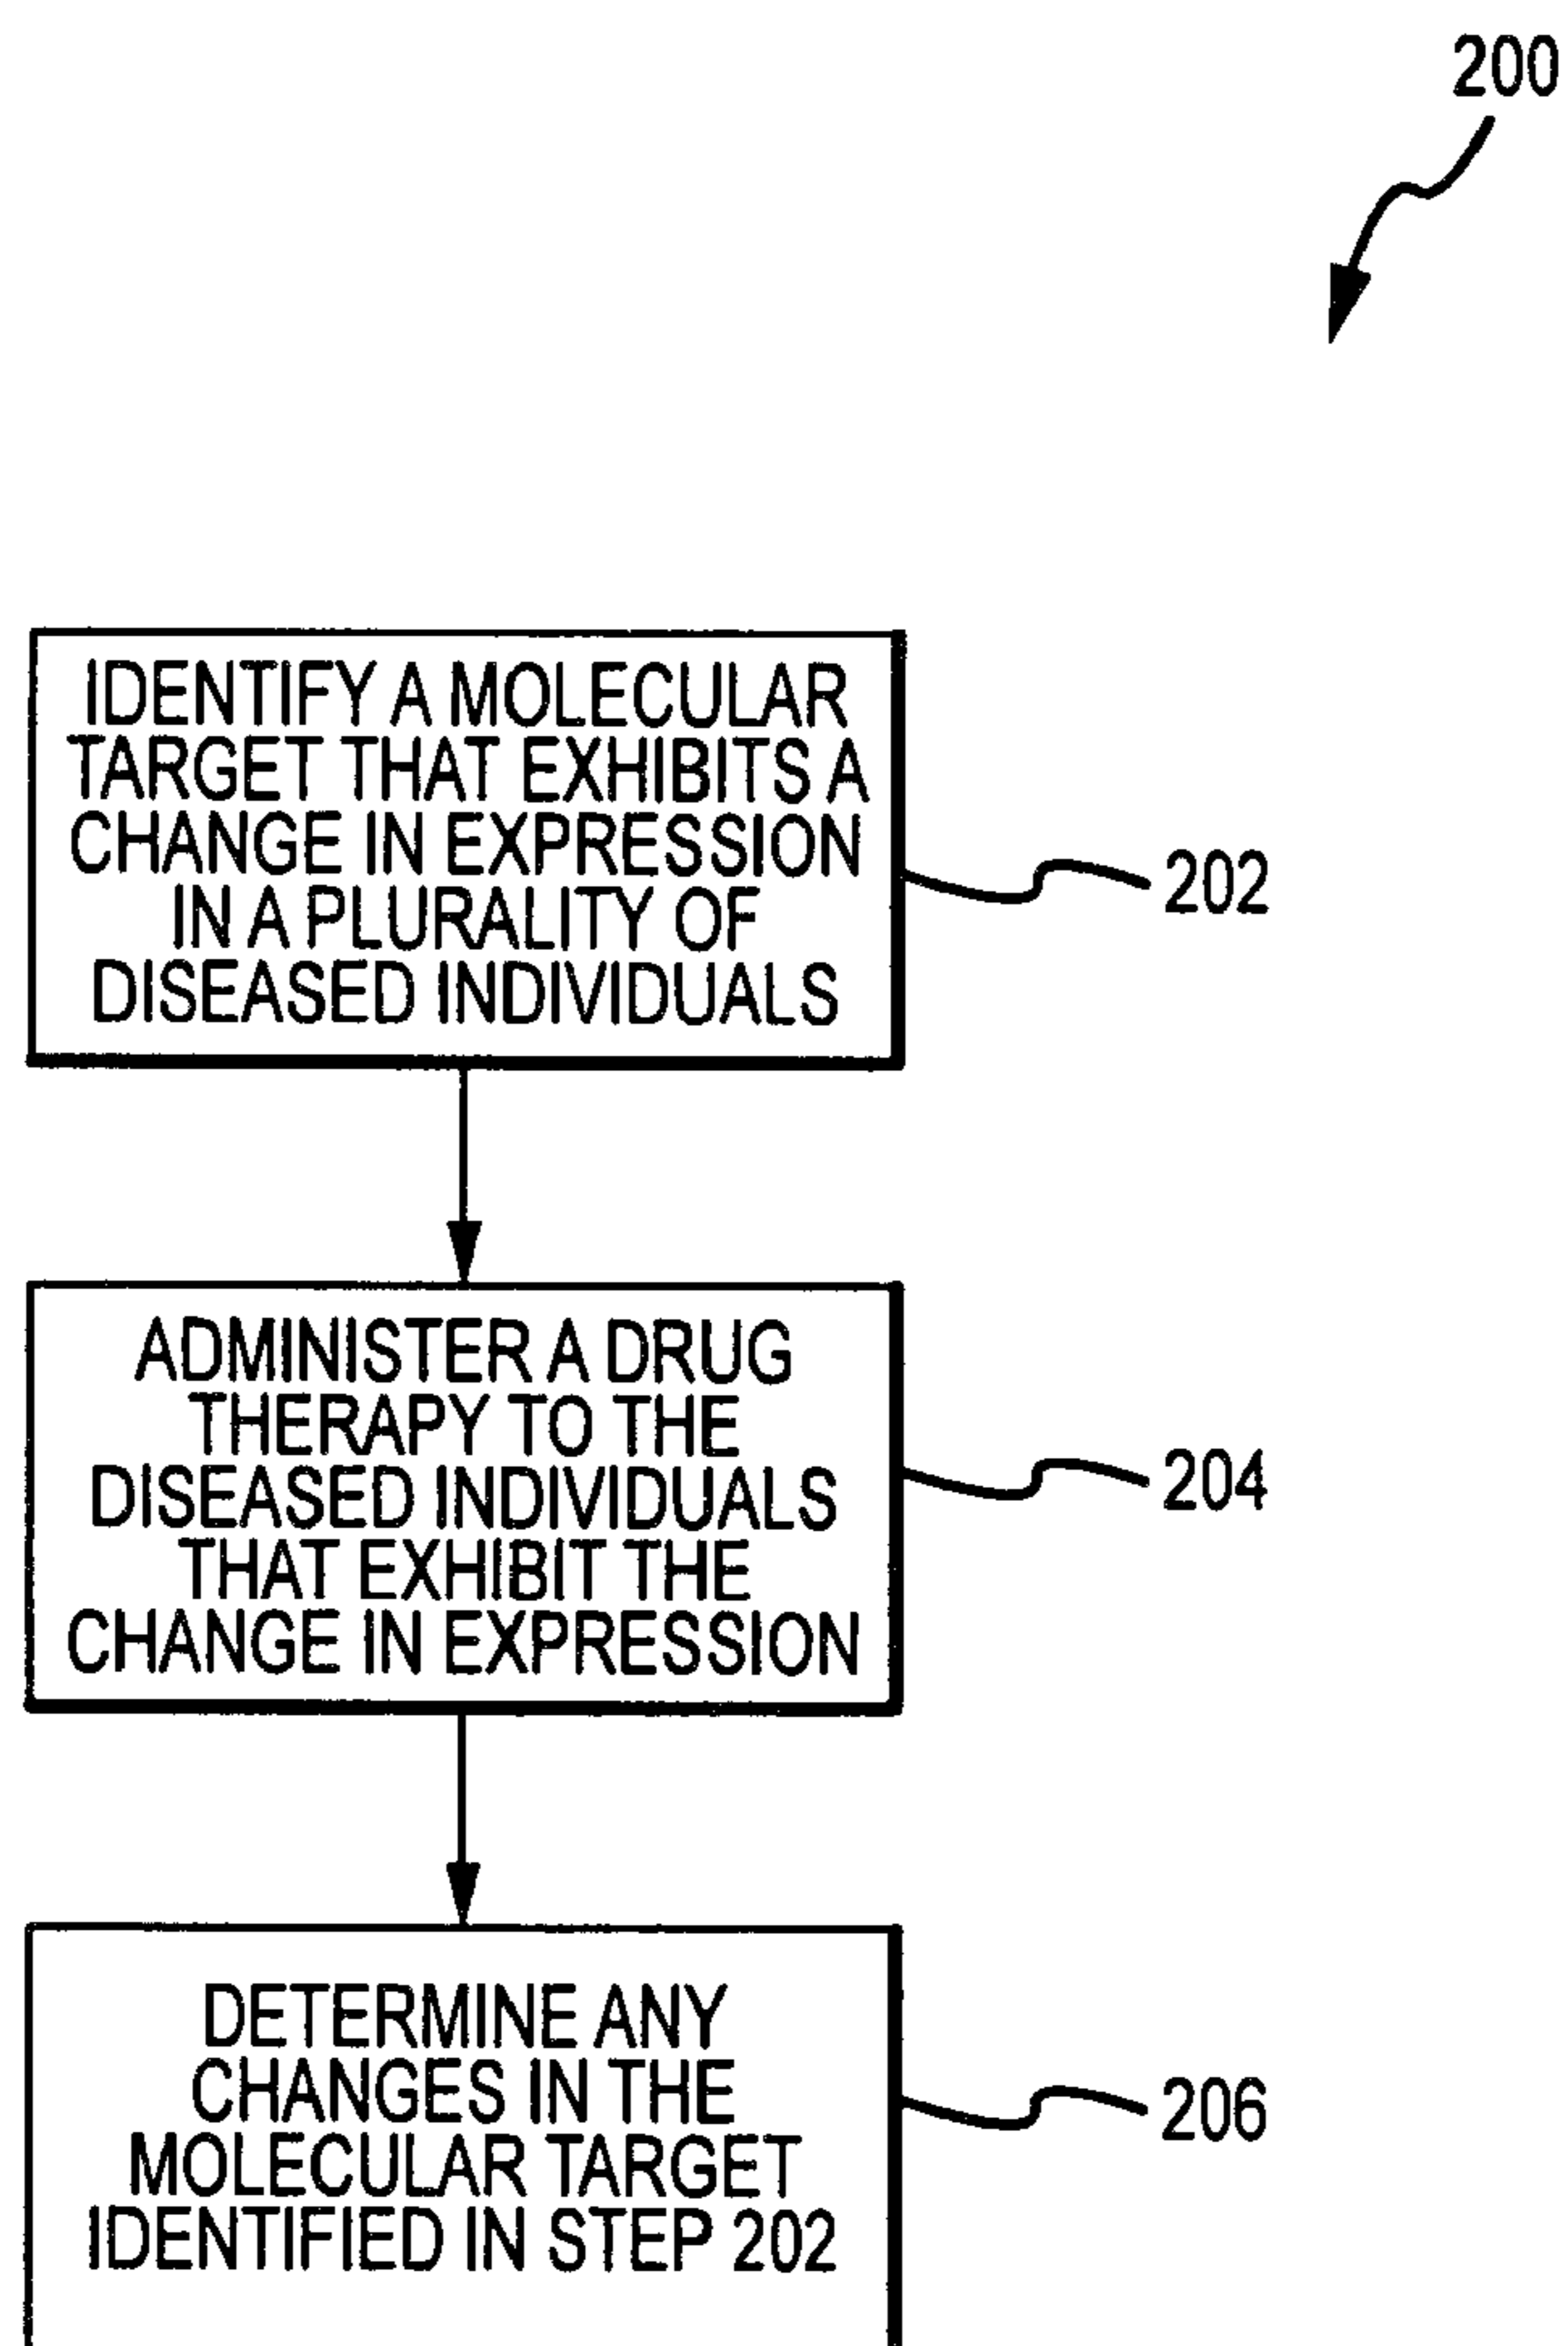 200
IDENTIFY A MOLECULAR
TARGET THAT EXHIBITS A
CHANGE IN EXPRESSION
IN A PLURALITY OF
DISEASED INDIVIDUALS
202
ADMINISTER A DRUG
THERAPY TO THE
DISEASED INDIVIDUALS
THAT EXHIBIT THE
CHANGE IN EXPRESSION
204
DETERMINE ANY
CHANGES IN THE
MOLECULAR TARGET
IDENTIFIED IN STEP 202
206